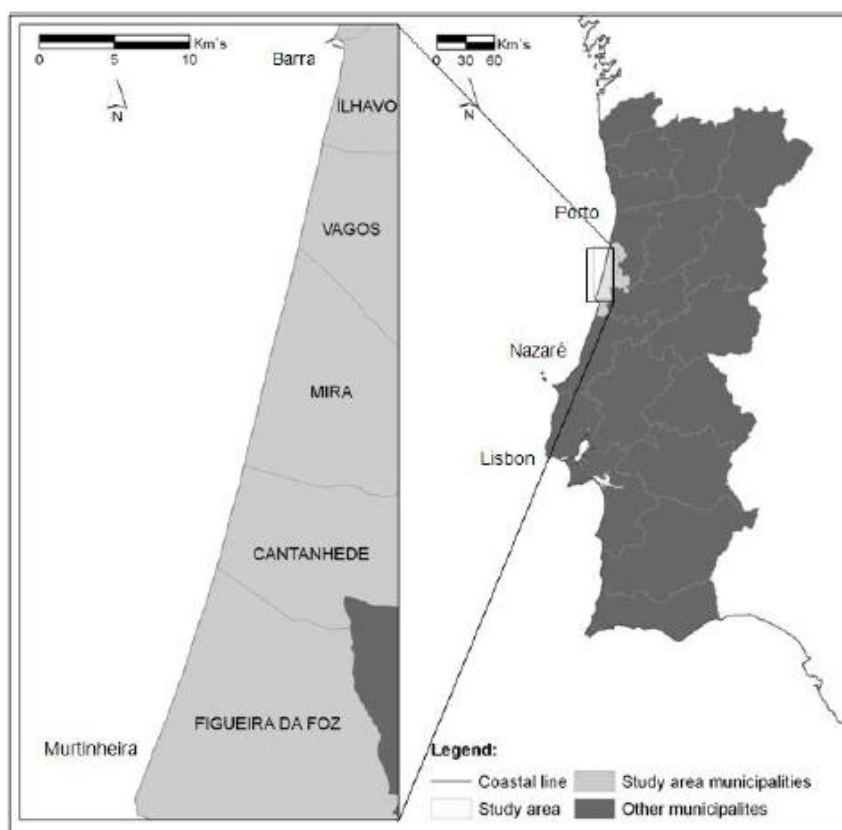 Km´s
0 5 10
N
Barra
ÍLHAVO
VAGOS
MIRA
CANTANHEDE
FIGUEIRA DA FOZ
Murtinheira
Km´s
0 30 60
N
Porto
Nazaré
Lisbon
Legend:
Coastal line
Study area municipalities
Study area
Other municipalites